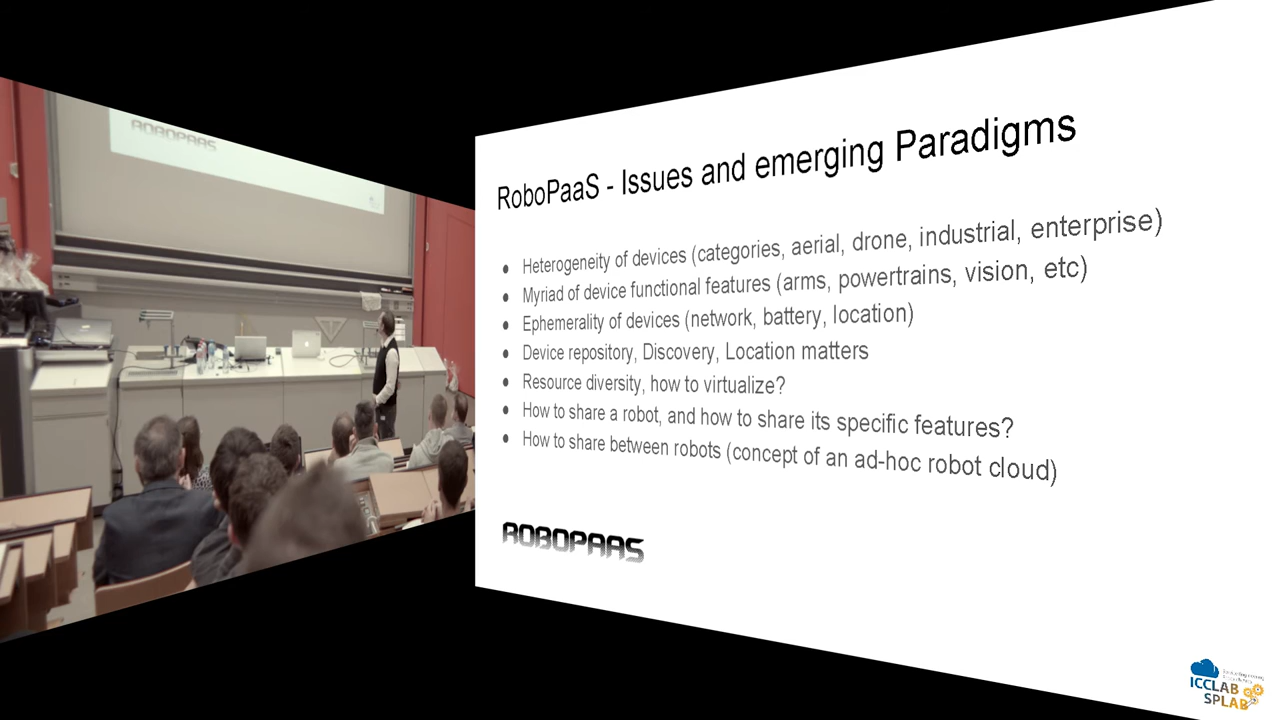 ROBOPAAS
RoboPaaS - Issues and emerging Paradigms
• Heterogeneity of devices (categories, aerial, drone, industrial, enterprise)
• Myriad of device functional features (arms, powertrains, vision, etc)
• Ephemerality of devices (network, battery, location)
• Device repository, Discovery, Location matters
• Resource diversity, how to virtualize?
• How to share a robot, and how to share its specific features?
• How to share between robots (concept of an ad-hoc robot cloud)
ROBOPAAS
ICCLAB
SPLAB